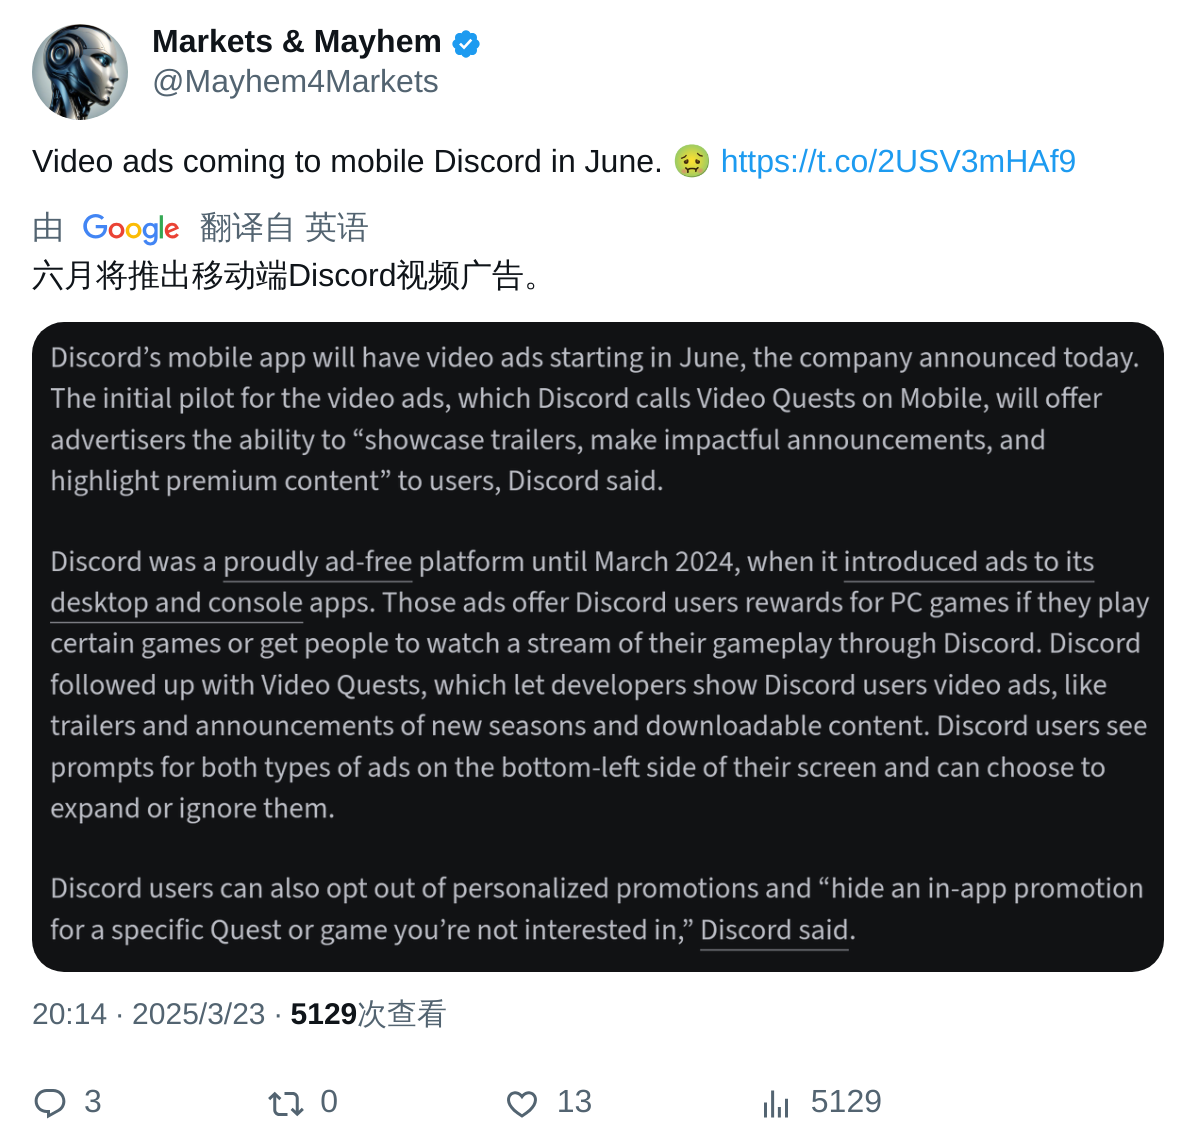 Markets & Mayhem
@Mayhem4Markets
Video ads coming to mobile Discord in June. 🤢 https://t.co/2USV3mHAf9
由 Google 翻译自 英语
六月将推出移动端Discord视频广告。
Discord’s mobile app will have video ads starting in June, the company announced today.
The initial pilot for the video ads, which Discord calls Video Quests on Mobile, will offer
advertisers the ability to “showcase trailers, make impactful announcements, and
highlight premium content” to users, Discord said.
Discord was a proudly ad-free platform until March 2024, when it introduced ads to its
desktop and console apps. Those ads offer Discord users rewards for PC games if they play
certain games or get people to watch a stream of their gameplay through Discord. Discord
followed up with Video Quests, which let developers show Discord users video ads, like
trailers and announcements of new seasons and downloadable content. Discord users see
prompts for both types of ads on the bottom-left side of their screen and can choose to
expand or ignore them.
Discord users can also opt out of personalized promotions and “hide an in-app promotion
for a specific Quest or game you’re not interested in,” Discord said.
20:14 · 2025/3/23 · 5129次查看
3 0 13 5129